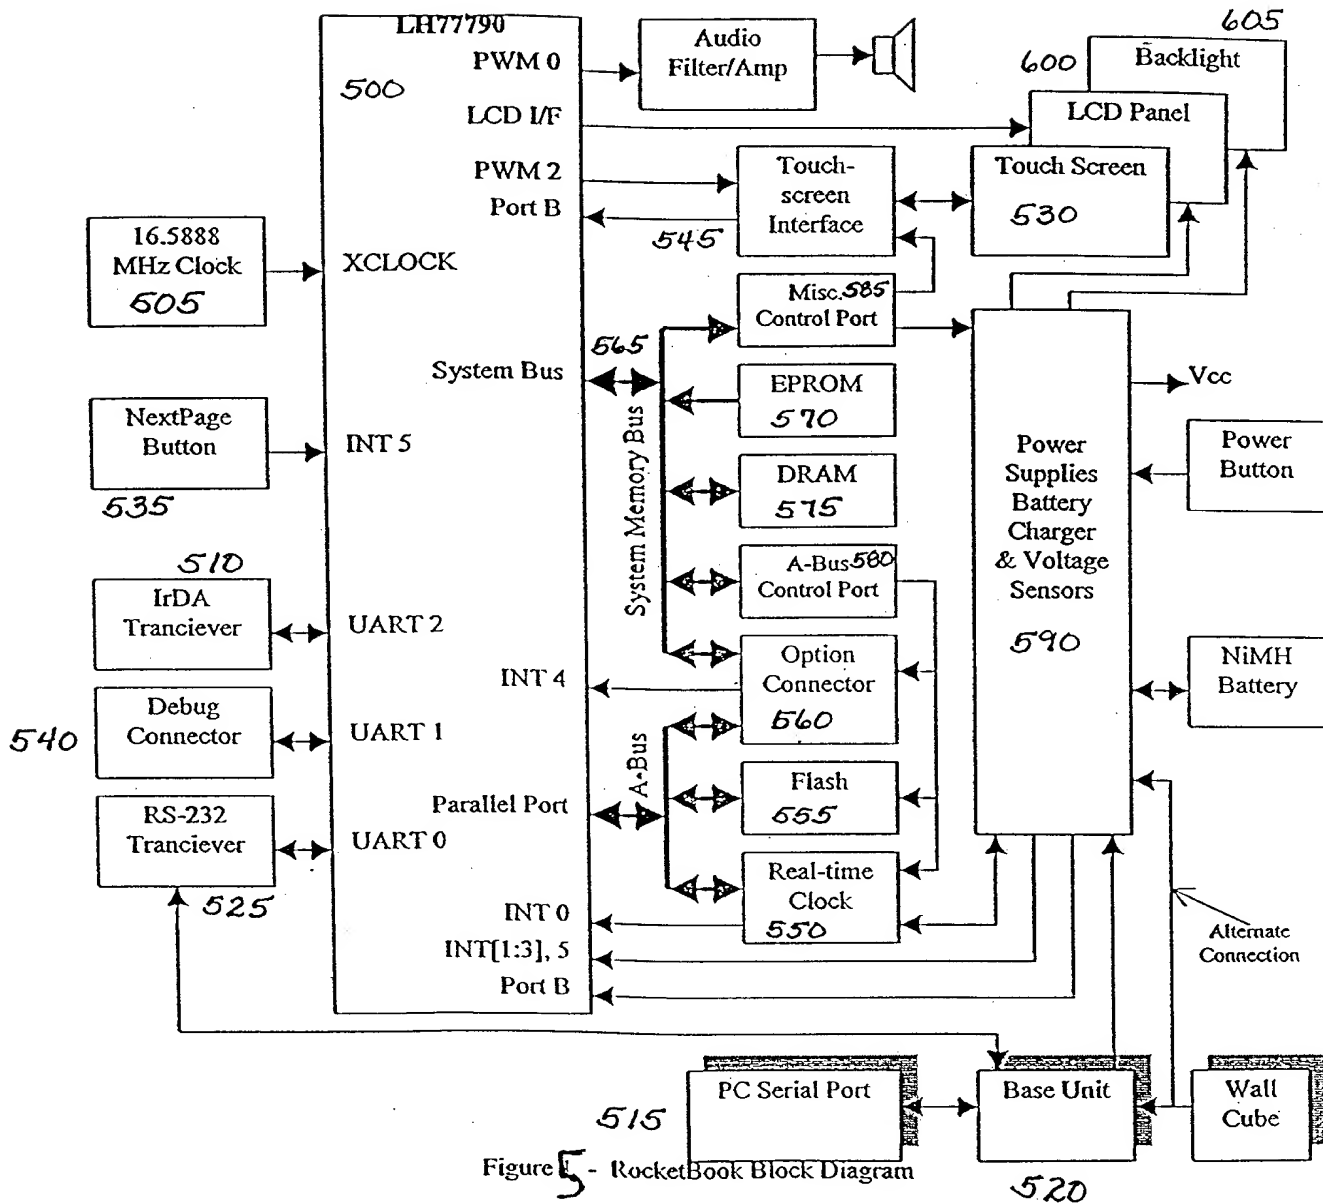 LH77790
500
PWM 0
LCD I/F
PWM 2
Port B
XCLOCK
System Bus
INT 5
UART 2
INT 4
UART 1
Parallel Port
UART 0
INT 0
INT[1:3], 5
Port B
Audio
Filter/Amp
605
Backlight
600
LCD Panel
Touch Screen
530
Touch-
screen
Interface
545
16.5888
MHz Clock
505
NextPage
Button
535
510
IrDA
Tranciever
540
Debug
Connector
RS-232
Tranciever
525
565
System Memory Bus
A-Bus
Misc. 585
Control Port
EPROM
570
DRAM
575
A-Bus 580
Control Port
Option
Connector
560
Flash
555
Real-time
Clock
550
Power
Supplies
Battery
Charger
& Voltage
Sensors
590
Vcc
Power
Button
NiMH
Battery
Alternate
Connection
515
PC Serial Port
Base Unit
520
Wall
Cube
Figure 5 - RocketBook Block Diagram